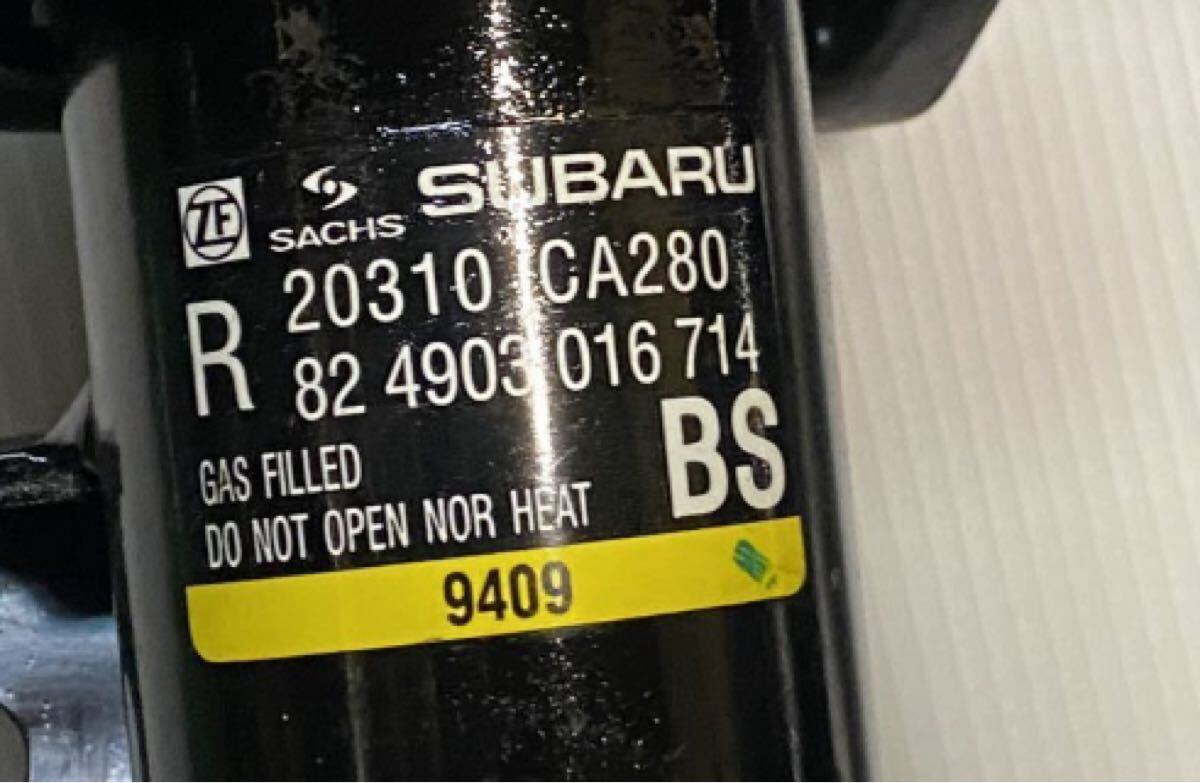 ZF SACHS SUBARU
R 20310 CA280
82 4903 016 714
BS
GAS FILLED
DO NOT OPEN NOR HEAT
9409